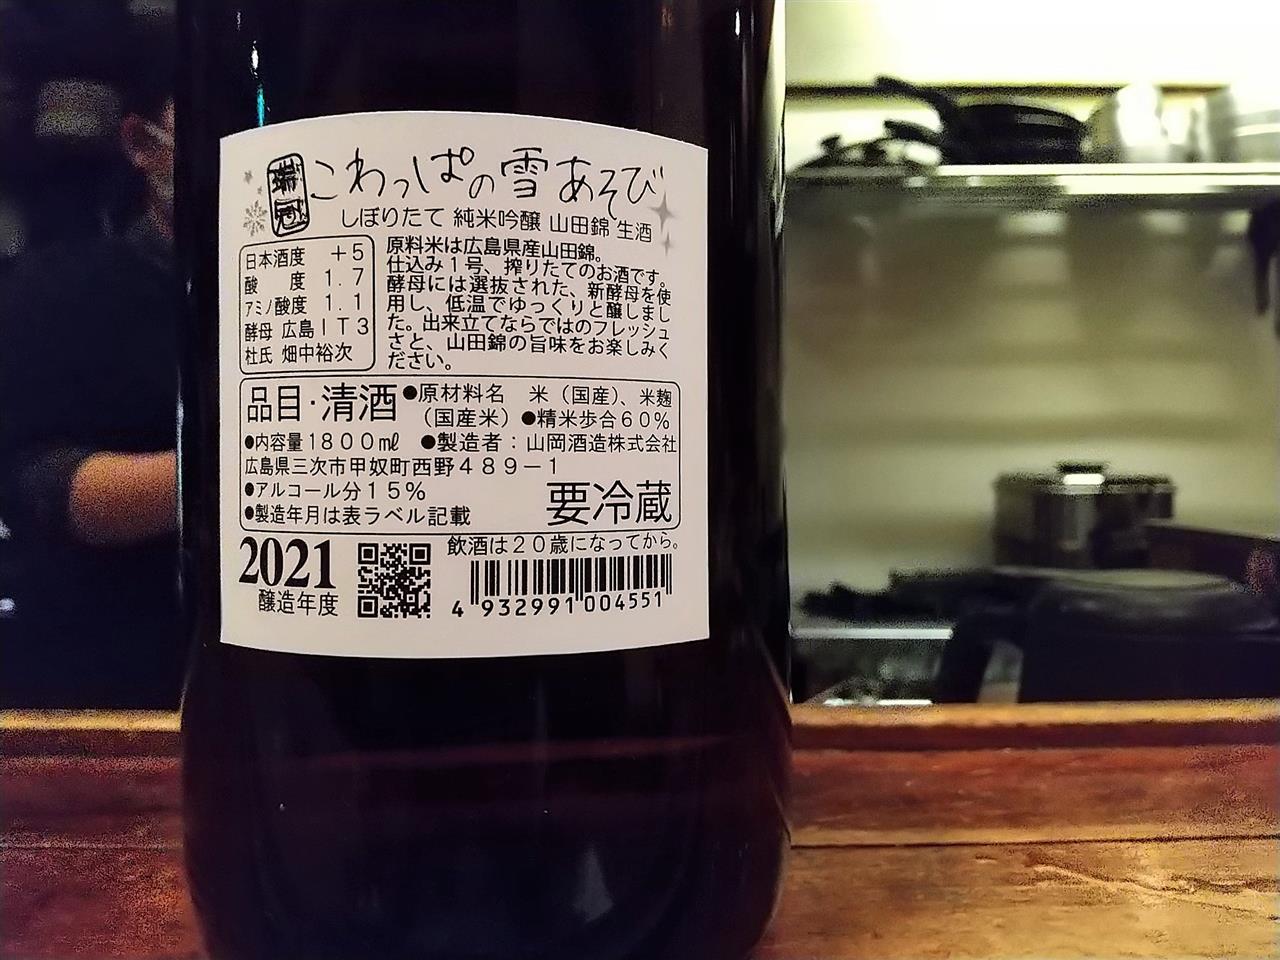 瑞冠
こわっぱの雪あそび
しぼりたて 純米吟醸 山田錦 生酒
日本酒度 +5
酸度 1.7
アミノ酸度 1.1
酵母 広島IT3
杜氏 畑中裕次
原料米は広島県産山田錦。
仕込み1号、搾りたてのお酒です。
酵母には選抜された、新酵母を使
用し、低温でゆっくりと醸しまし
た。出来立てならではのフレッシュ
さと、山田錦の旨味をお楽しみく
ださい。
品目・清酒 ●原材料名 米(国産)、米麹
(国産米) ●精米歩合60%
●内容量1800ml ●製造者:山岡酒造株式会社
広島県三次市甲奴町西野489-1
●アルコール分15%
●製造年月は表ラベル記載
要冷蔵
2021
醸造年度
飲酒は20歳になってから。
4 932991 004551